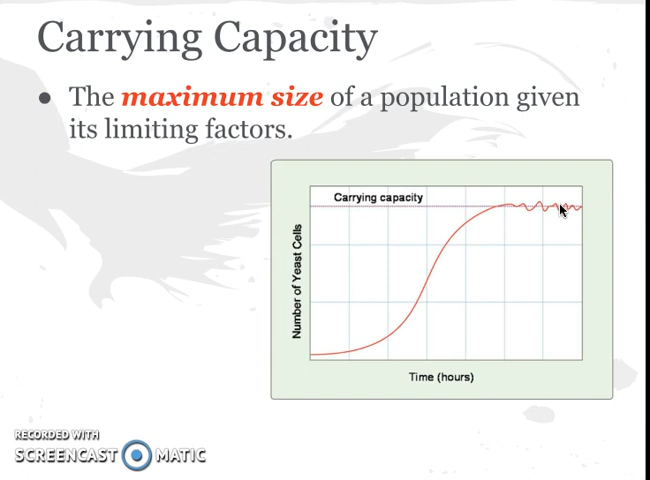 Carrying Capacity
● The maximum size of a population given
its limiting factors.
Carrying capacity
Number of Yeast Cells
Time (hours)
RECORDED WITH
SCREENCAST MATIC